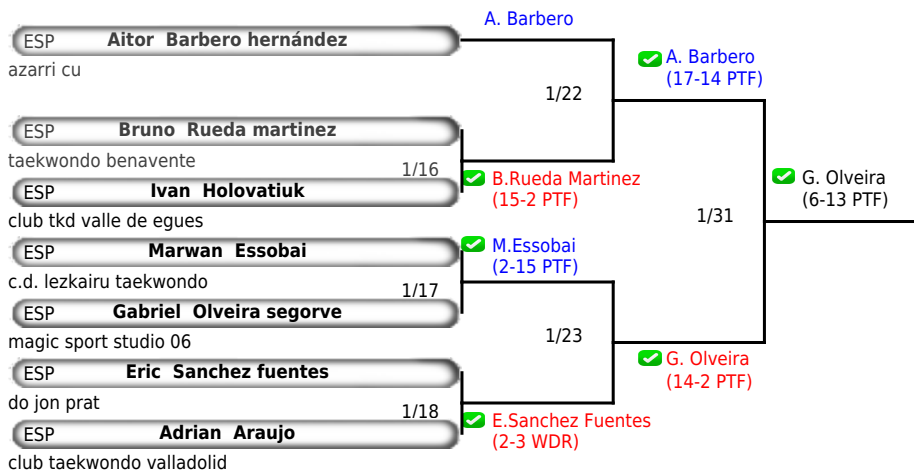 A. Barbero
ESP Aitor Barbero hernández
azarri cu
A. Barbero
(17-14 PTF)
1/22
ESP Bruno Rueda martinez
taekwondo benavente
1/16
B.Rueda Martinez
(15-2 PTF)
G. Olveira
(6-13 PTF)
ESP Ivan Holovatiuk
club tkd valle de egues
1/31
ESP Marwan Essobai
M.Essobai
(2-15 PTF)
c.d. lezkairu taekwondo
1/17
ESP Gabriel Olveira segorve
magic sport studio 06
1/23
G. Olveira
(14-2 PTF)
ESP Eric Sanchez fuentes
do jon prat
1/18
E.Sanchez Fuentes
(2-3 WDR)
ESP Adrian Araujo
club taekwondo valladolid